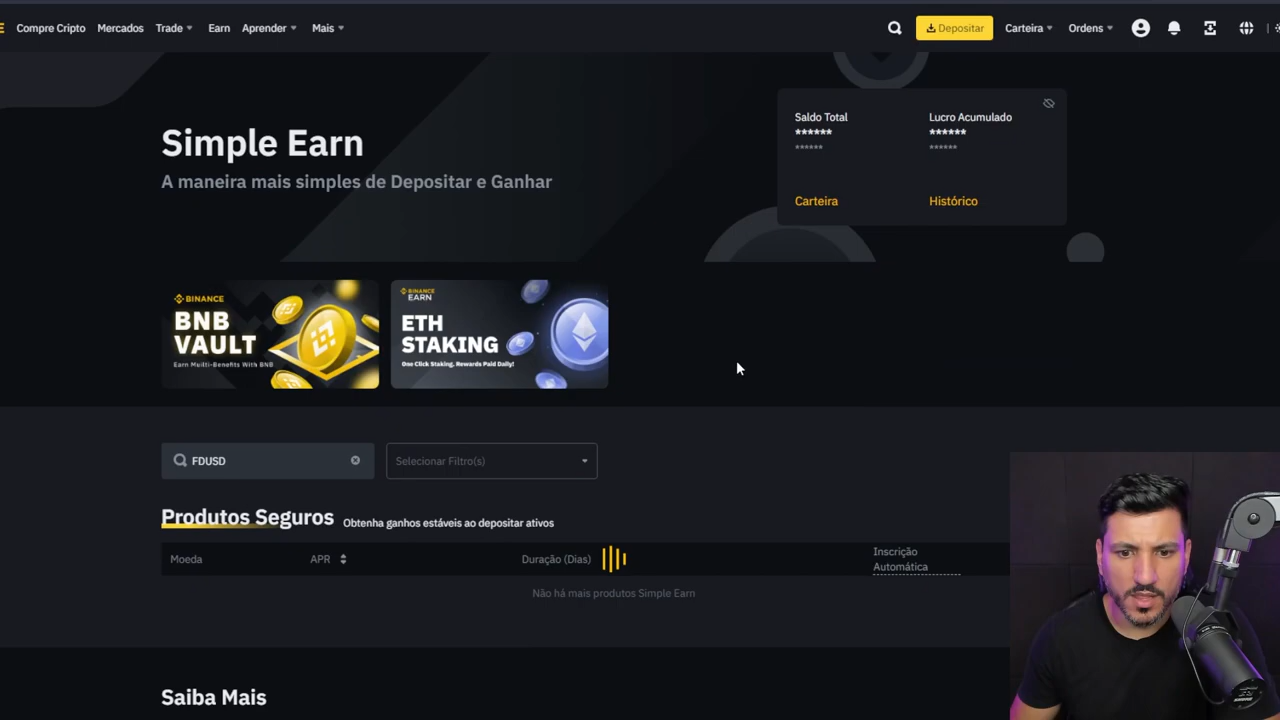 Compre Cripto Mercados Trade Earn Aprender Mais Depositar Carteira Ordens
Saldo Total Lucro Acumulado
****** ******
****** ******
Simple Earn
A maneira mais simples de Depositar e Ganhar
Carteira Histórico
BINANCE
BNB
VAULT
Earn Multi-Benefits With BNB
BINANCE
EARN
ETH
STAKING
One Click Staking, Rewards Paid Daily!
FDUSD Selecionar Filtro(s)
Produtos Seguros Obtenha ganhos estáveis ao depositar ativos
Moeda APR Duração (Dias) Inscrição
Automática
Não há mais produtos Simple Earn
Saiba Mais